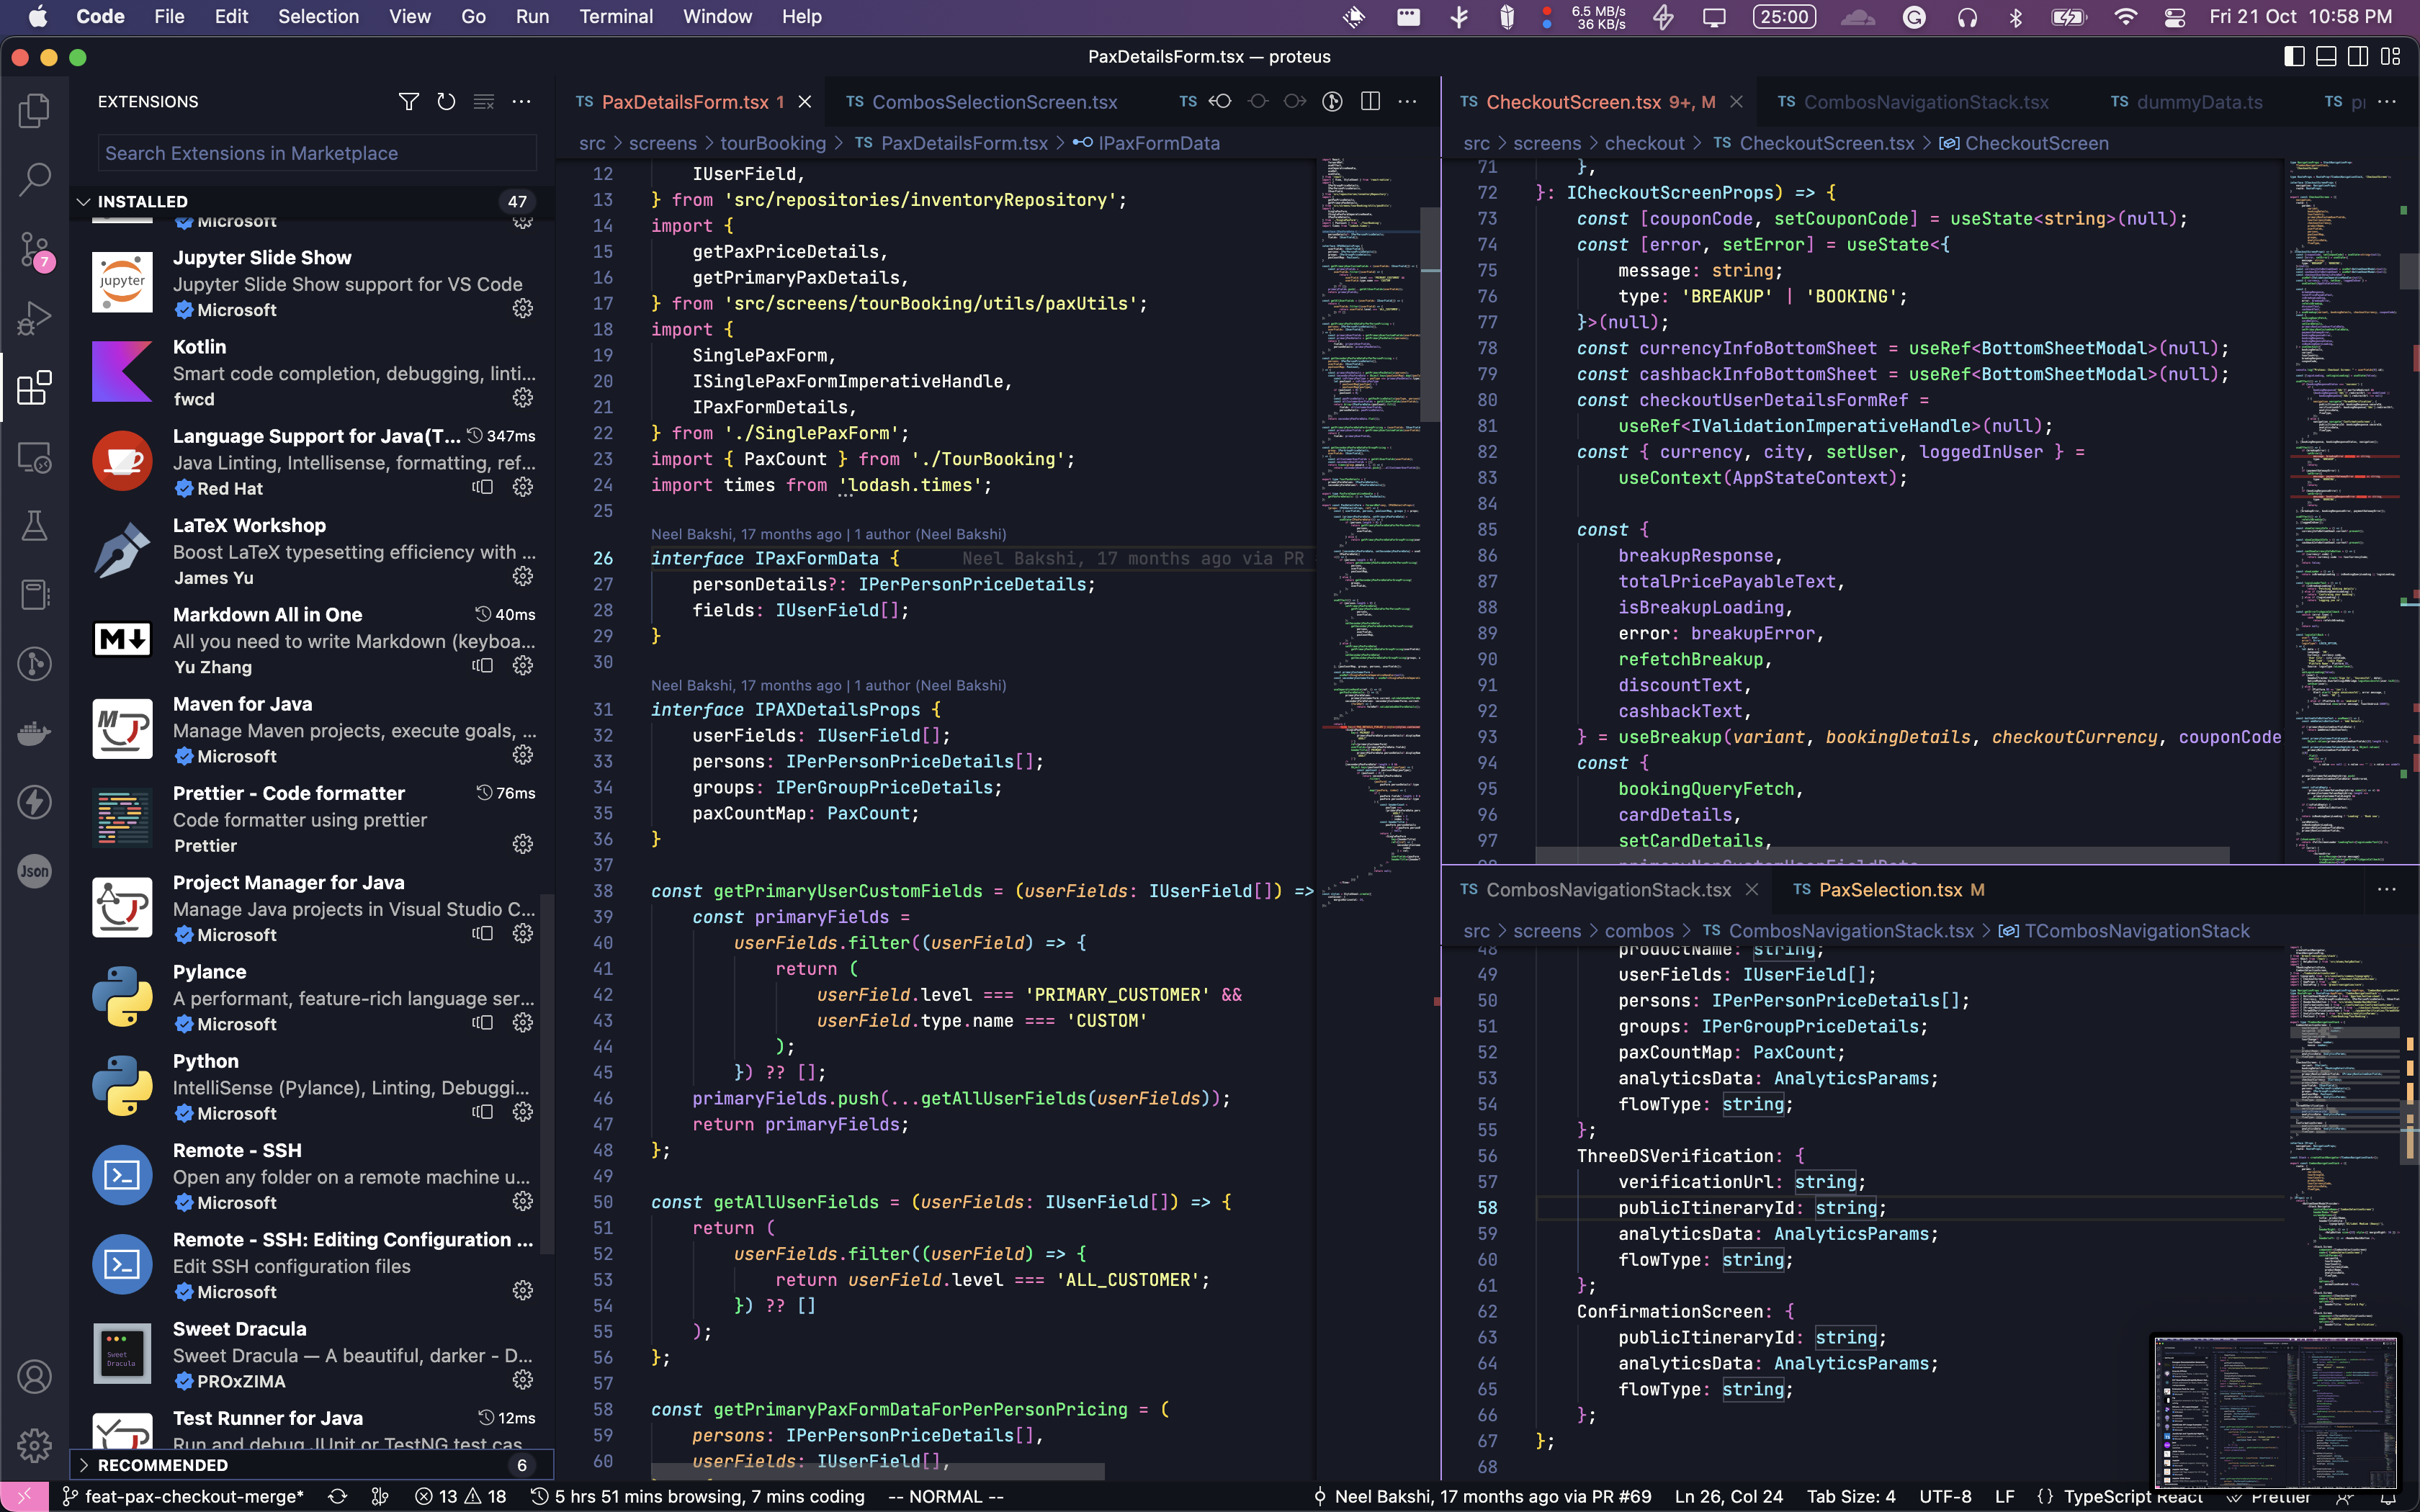 Code File Edit Selection View Go Run Terminal Window Help
6.5 MB/s
36 KB/s
25:00
Fri 21 Oct 10:58 PM
PaxDetailsForm.tsx — proteus
EXTENSIONS
Search Extensions in Marketplace
INSTALLED 47
Microsoft
Jupyter Slide Show
Jupyter Slide Show support for VS Code
Microsoft
Kotlin
Smart code completion, debugging, linti...
fwcd
Language Support for Java(T... 347ms
Java Linting, Intellisense, formatting, ref...
Red Hat
LaTeX Workshop
Boost LaTeX typesetting efficiency with ...
James Yu
Markdown All in One 40ms
All you need to write Markdown (keyboa...
Yu Zhang
Maven for Java
Manage Maven projects, execute goals, ...
Microsoft
Prettier - Code formatter 76ms
Code formatter using prettier
Prettier
Project Manager for Java
Manage Java projects in Visual Studio C...
Microsoft
Pylance
A performant, feature-rich language ser...
Microsoft
Python
IntelliSense (Pylance), Linting, Debuggi...
Microsoft
Remote - SSH
Open any folder on a remote machine u...
Microsoft
Remote - SSH: Editing Configuration ...
Edit SSH configuration files
Microsoft
Sweet Dracula
Sweet Dracula — A beautiful, darker - D...
PROxZIMA
Test Runner for Java 12ms
Run and debug JUnit or TestNG test cas
RECOMMENDED 6
7
Json
jupyter
TS PaxDetailsForm.tsx 1 TS CombosSelectionScreen.tsx TS
src > screens > tourBooking > TS PaxDetailsForm.tsx > IPaxFormData
12 IUserField,
13 } from 'src/repositories/inventoryRepository';
14 import {
15 getPaxPriceDetails,
16 getPrimaryPaxDetails,
17 } from 'src/screens/tourBooking/utils/paxUtils';
18 import {
19 SinglePaxForm,
20 ISinglePaxFormImperativeHandle,
21 IPaxFormDetails,
22 } from './SinglePaxForm';
23 import { PaxCount } from './TourBooking';
24 import times from 'lodash.times';
25
Neel Bakshi, 17 months ago | 1 author (Neel Bakshi)
26 interface IPaxFormData { Neel Bakshi, 17 months ago via PR
27 personDetails?: IPerPersonPriceDetails;
28 fields: IUserField[];
29 }
30
Neel Bakshi, 17 months ago | 1 author (Neel Bakshi)
31 interface IPAXDetailsProps {
32 userFields: IUserField[];
33 persons: IPerPersonPriceDetails[];
34 groups: IPerGroupPriceDetails;
35 paxCountMap: PaxCount;
36 }
37
38 const getPrimaryUserCustomFields = (userFields: IUserField[]) =>
39 const primaryFields =
40 userFields.filter((userField) => {
41 return (
42 userField.level === 'PRIMARY_CUSTOMER' &&
43 userField.type.name === 'CUSTOM'
44 );
45 }) ?? [];
46 primaryFields.push(...getAllUserFields(userFields));
47 return primaryFields;
48 };
49
50 const getAllUserFields = (userFields: IUserField[]) => {
51 return (
52 userFields.filter((userField) => {
53 return userField.level === 'ALL_CUSTOMER';
54 }) ?? []
55 );
56 };
57
58 const getPrimaryPaxFormDataForPerPersonPricing = (
59 persons: IPerPersonPriceDetails[],
60 userFields: IUserField[],
TS CheckoutScreen.tsx 9+, M TS CombosNavigationStack.tsx TS dummyData.ts TS
src > screens > checkout > TS CheckoutScreen.tsx > CheckoutScreen
71 },
72 }: ICheckoutScreenProps) => {
73 const [couponCode, setCouponCode] = useState<string>(null);
74 const [error, setError] = useState<{
75 message: string;
76 type: 'BREAKUP' | 'BOOKING';
77 }>(null);
78 const currencyInfoBottomSheet = useRef<BottomSheetModal>(null);
79 const cashbackInfoBottomSheet = useRef<BottomSheetModal>(null);
80 const checkoutUserDetailsFormRef =
81 useRef<IValidationImperativeHandle>(null);
82 const { currency, city, setUser, loggedInUser } =
83 useContext(AppStateContext);
84
85 const {
86 breakupResponse,
87 totalPricePayableText,
88 isBreakupLoading,
89 error: breakupError,
90 refetchBreakup,
91 discountText,
92 cashbackText,
93 } = useBreakup(variant, bookingDetails, checkoutCurrency, couponCode
94 const {
95 bookingQueryFetch,
96 cardDetails,
97 setCardDetails,
TS CombosNavigationStack.tsx TS PaxSelection.tsx M
src > screens > combos > TS CombosNavigationStack.tsx > TCombosNavigationStack
48 productName: string;
49 userFields: IUserField[];
50 persons: IPerPersonPriceDetails[];
51 groups: IPerGroupPriceDetails;
52 paxCountMap: PaxCount;
53 analyticsData: AnalyticsParams;
54 flowType: string;
55 };
56 ThreeDSVerification: {
57 verificationUrl: string;
58 publicItineraryId: string;
59 analyticsData: AnalyticsParams;
60 flowType: string;
61 };
62 ConfirmationScreen: {
63 publicItineraryId: string;
64 analyticsData: AnalyticsParams;
65 flowType: string;
66 };
67 };
68
feat-pax-checkout-merge* 13 18 5 hrs 51 mins browsing, 7 mins coding -- NORMAL -- Neel Bakshi, 17 months ago via PR #69 Ln 26, Col 24 Tab Size: 4 UTF-8 LF {} TypeScript React Prettier